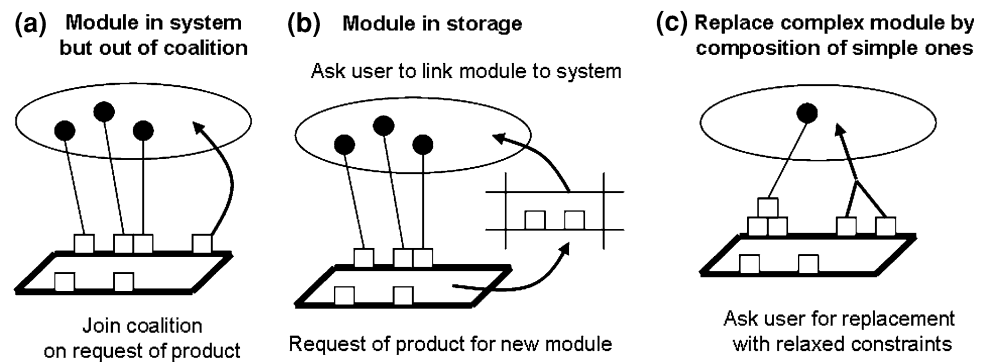 (a) Module in system
but out of coalition
Join coalition
on request of product
(b) Module in storage
Ask user to link module to system
Request of product for new module
(c) Replace complex module by
composition of simple ones
Ask user for replacement
with relaxed constraints